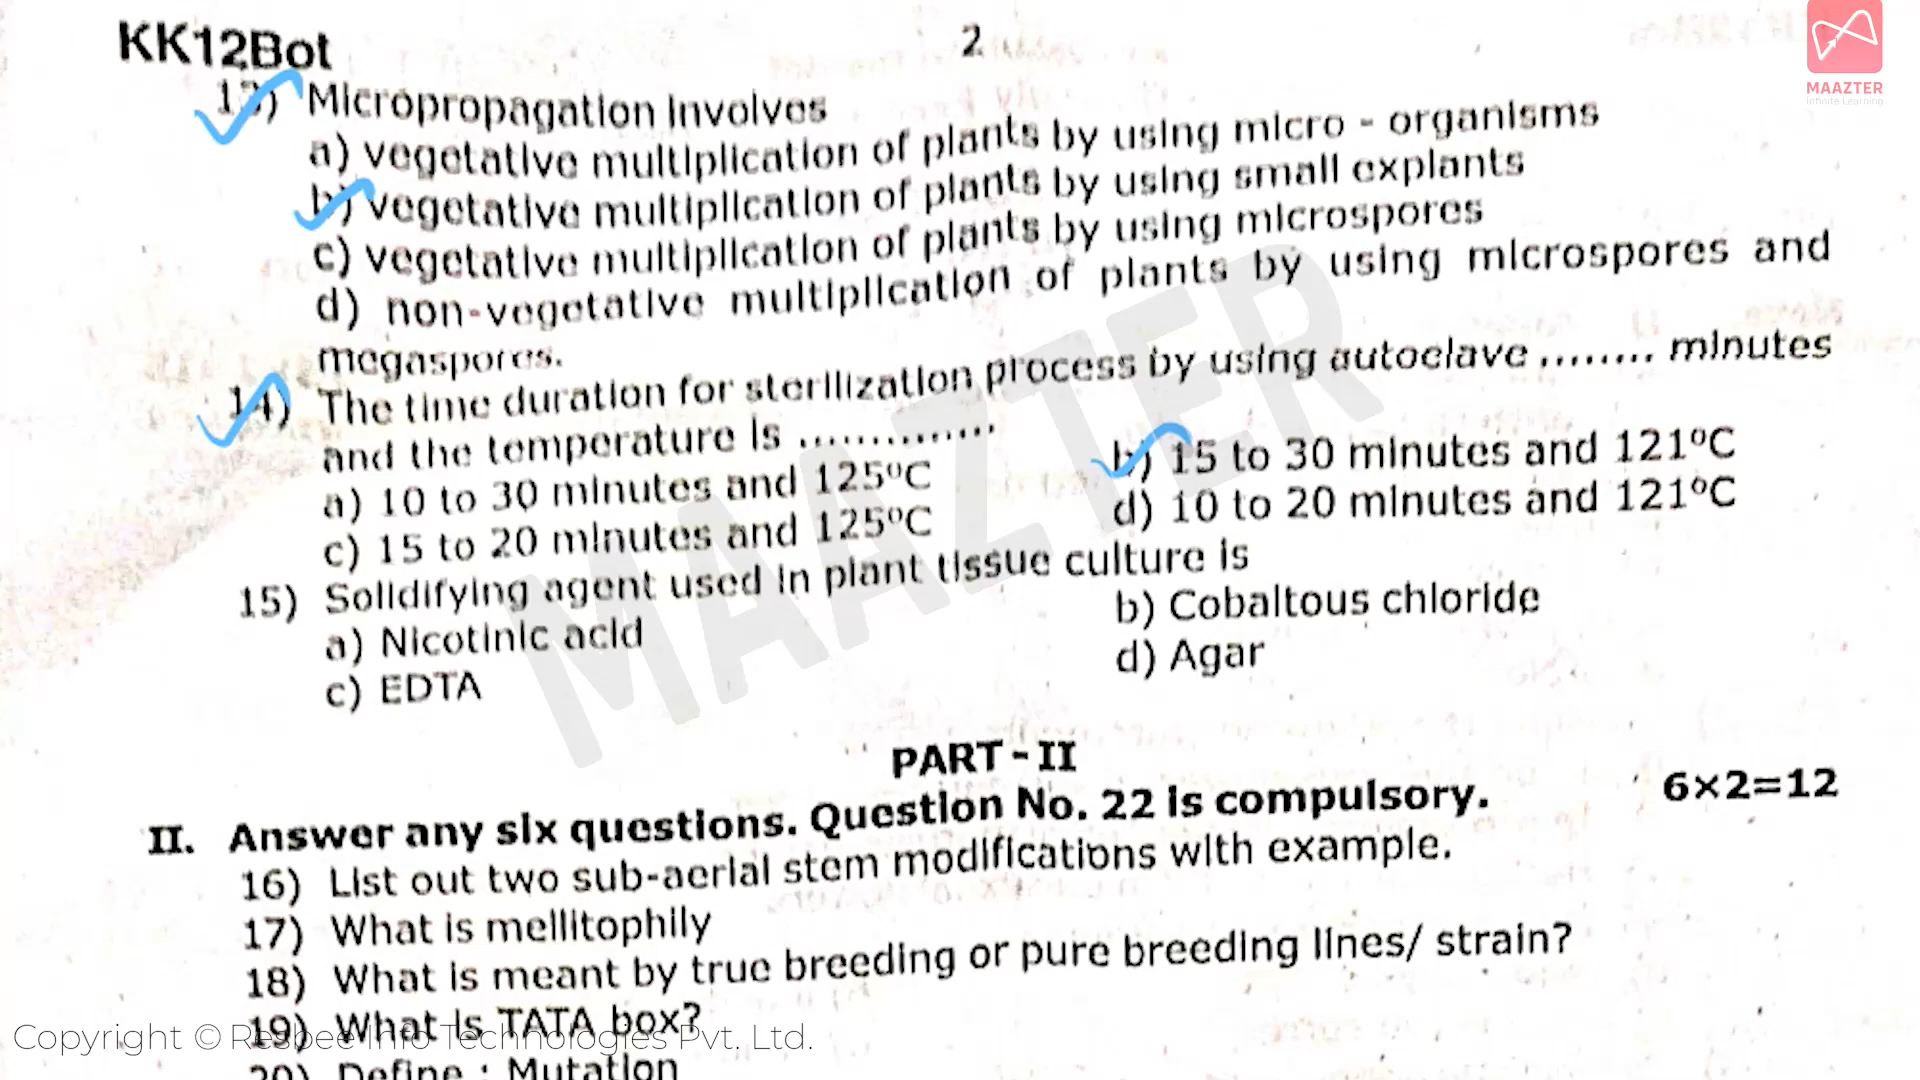 KK12Bot
2
MAAZTER
Infinite Learning
13) Micropropagation involves
a) vegetative multiplication of plants by using micro - organisms
b) vegetative multiplication of plants by using small explants
c) vegetative multiplication of plants by using microspores
d) non-vegetative multiplication of plants by using microspores and
megaspores.
14) The time duration for sterilization process by using autoclave ........ minutes
and the temperature is ..............
a) 10 to 30 minutes and 125ºC b) 15 to 30 minutes and 121ºC
c) 15 to 20 minutes and 125ºC d) 10 to 20 minutes and 121ºC
15) Solidifying agent used in plant tissue culture is
a) Nicotinic acid b) Cobaltous chloride
c) EDTA d) Agar
MAAZTER
PART - II
II. Answer any six questions. Question No. 22 is compulsory. 6×2=12
16) List out two sub-aerial stem modifications with example.
17) What is mellitophily
18) What is meant by true breeding or pure breeding lines/ strain?
19) What is TATA box?
Copyright © Resbee Info Technologies Pvt. Ltd.
20) Define : Mutation